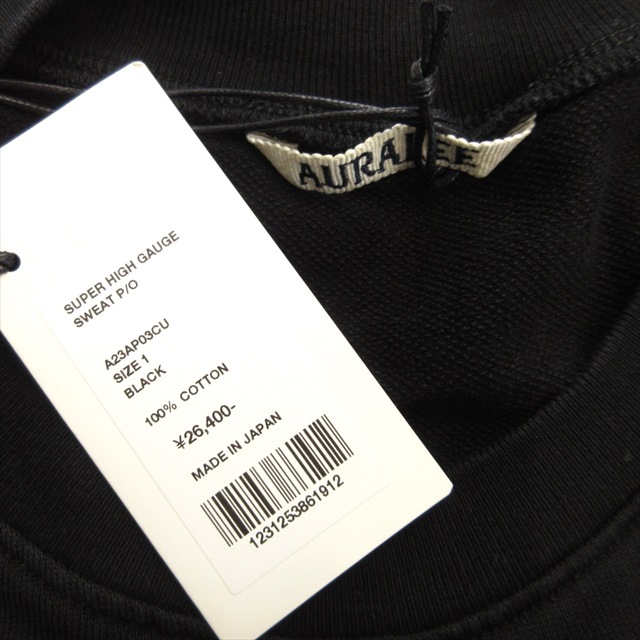 AURALEE
SUPER HIGH GAUGE
SWEAT P/O
A23AP03CU
SIZE 1
BLACK
100% COTTON
¥26,400-
MADE IN JAPAN
1231253861912